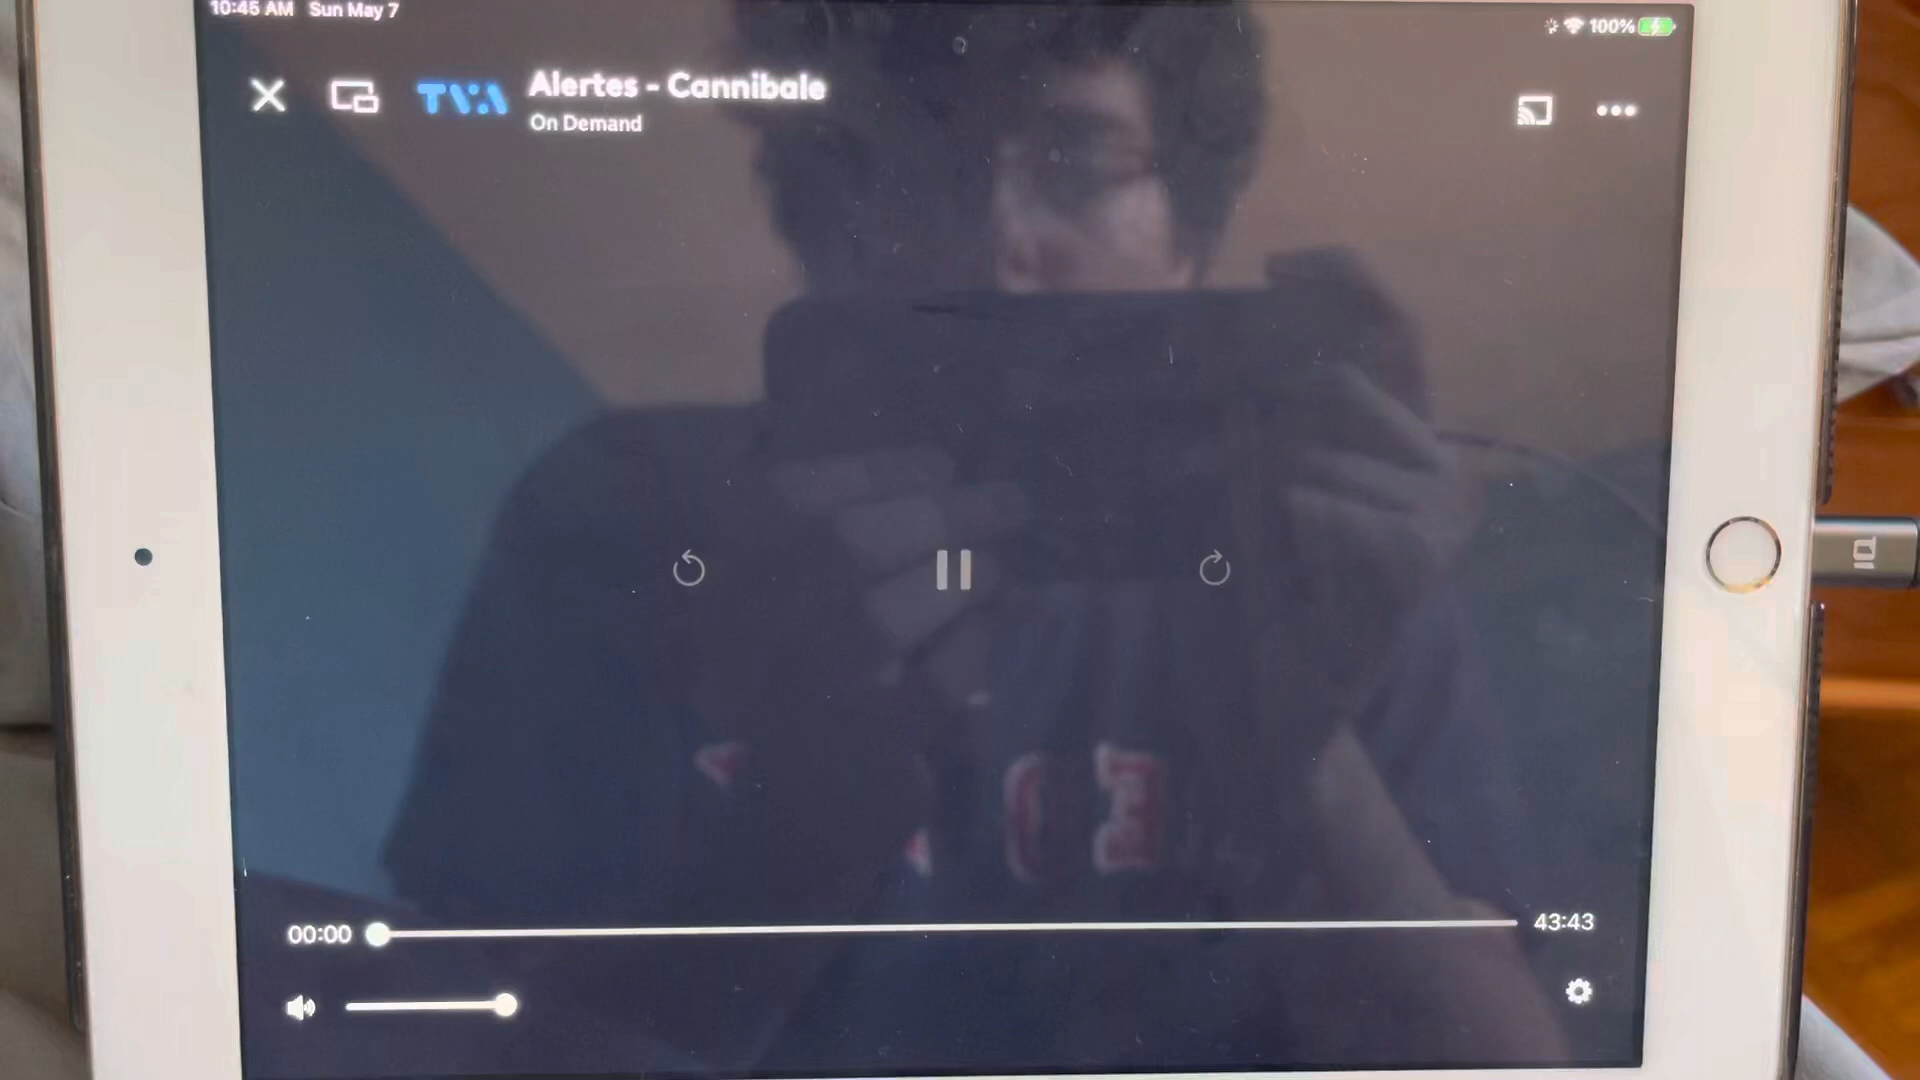 10:45 AM Sun May 7
100%
TVA
Alertes - Cannibale
On Demand
00:00
43:43